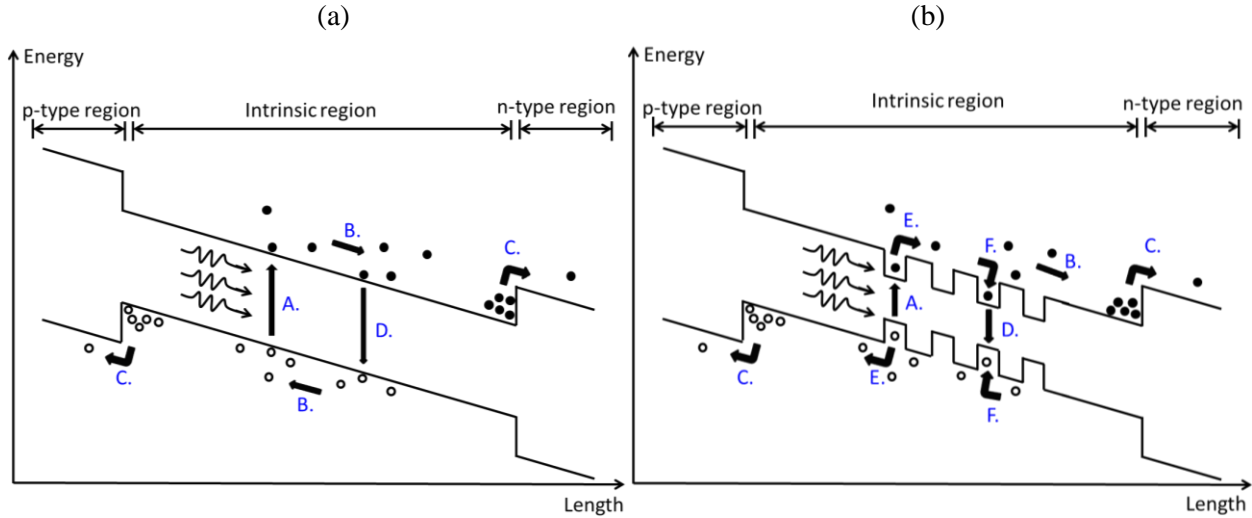 (a)
Energy
p-type region
Intrinsic region
n-type region
B.
C.
A.
D.
C.
B.
Length
(b)
Energy
p-type region
Intrinsic region
n-type region
E.
F.
B.
C.
A.
D.
E.
C.
F.
Length